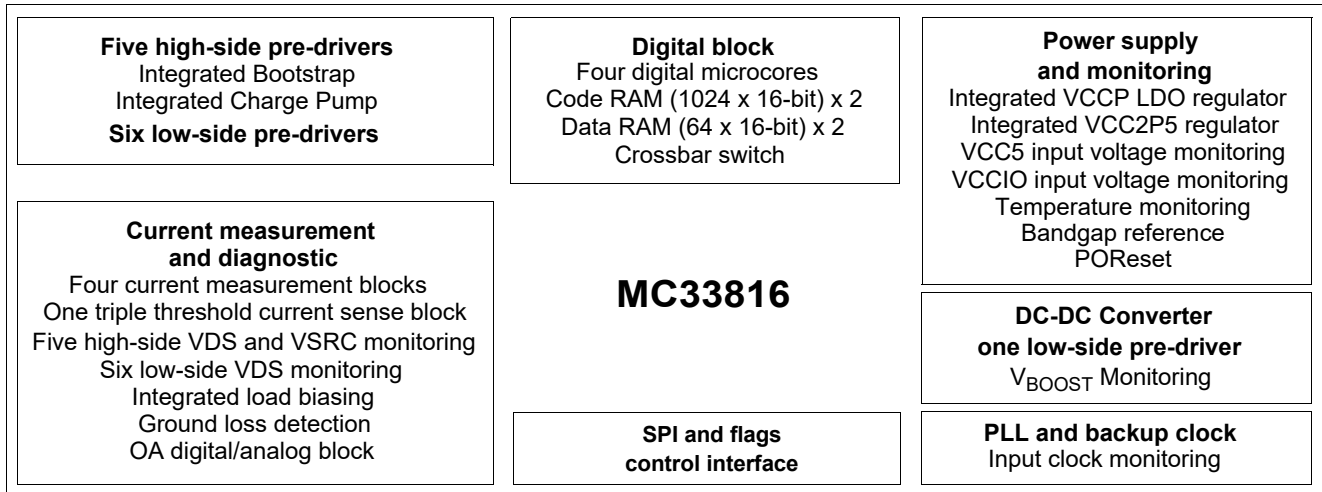 Five high-side pre-drivers
Integrated Bootstrap
Integrated Charge Pump
Six low-side pre-drivers
Current measurement
and diagnostic
Four current measurement blocks
One triple threshold current sense block
Five high-side VDS and VSRC monitoring
Six low-side VDS monitoring
Integrated load biasing
Ground loss detection
OA digital/analog block
Digital block
Four digital microcores
Code RAM (1024 x 16-bit) x 2
Data RAM (64 x 16-bit) x 2
Crossbar switch
MC33816
SPI and flags
control interface
Power supply
and monitoring
Integrated VCCP LDO regulator
Integrated VCC2P5 regulator
VCC5 input voltage monitoring
VCCIO input voltage monitoring
Temperature monitoring
Bandgap reference
POReset
DC-DC Converter
one low-side pre-driver
VBOOST Monitoring
PLL and backup clock
Input clock monitoring